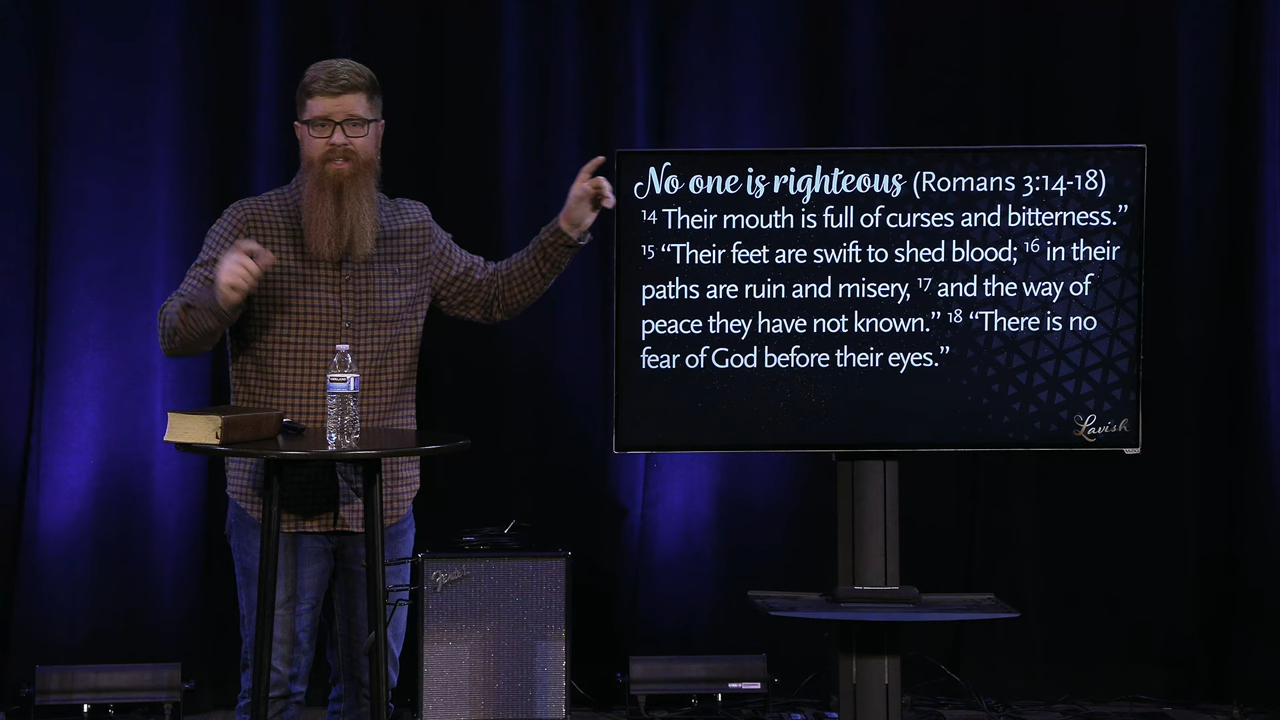 No one is righteous (Romans 3:14-18)
14 Their mouth is full of curses and bitterness.”
15 “Their feet are swift to shed blood; 16 in their
paths are ruin and misery, 17 and the way of
peace they have not known.” 18 “There is no
fear of God before their eyes.”
Lavish
KIRKLAND
Fender